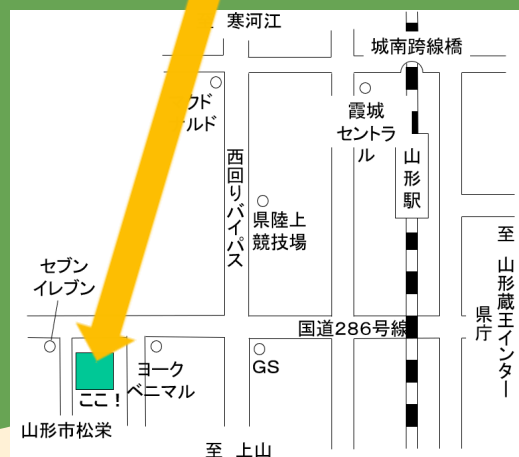 至 寒河江
城南跨線橋
ウド
ルド
霞城
セントラ
ル
山形駅
西回りバイパス
県陸上
競技場
至 山形蔵王インター
県庁
セブン
イレブン
国道286号線
ヨーク
ベニマル
GS
ここ！
山形市松栄
至 上山